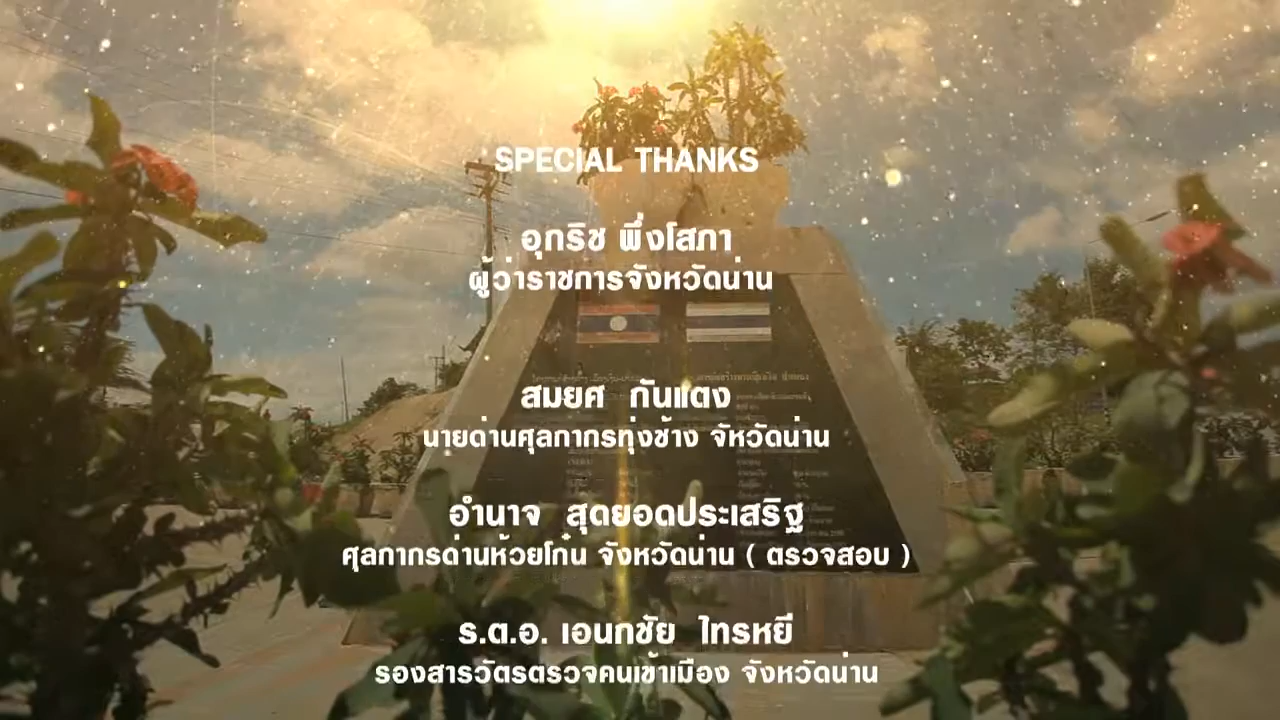 SPECIAL THANKS
อุกริช พึ่งโสภา
ผู้ว่าราชการจังหวัดน่าน
สมยศ กันแตง
นายด่านศุลกากรทุ่งช้าง จัหวัดน่าน
อำนาจ สุดยอดประเสริฐ
ศุลกากรด่านห้วยโก๋น จังหวัดน่าน ( ตรวจสอบ )
ร.ต.อ. เอนกชัย ไทรหยี
รองสารวัตรตรวจคนเข้าเมือง จังหวัดน่าน